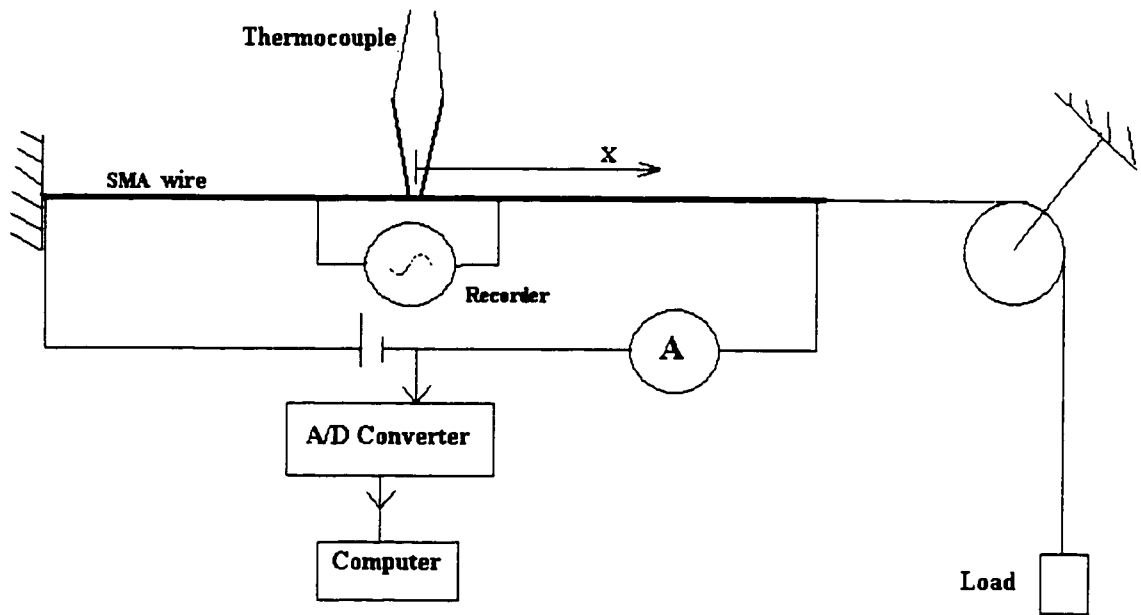 Thermocouple
X
SMA wire
Recorder
A
A/D Converter
Computer
Load